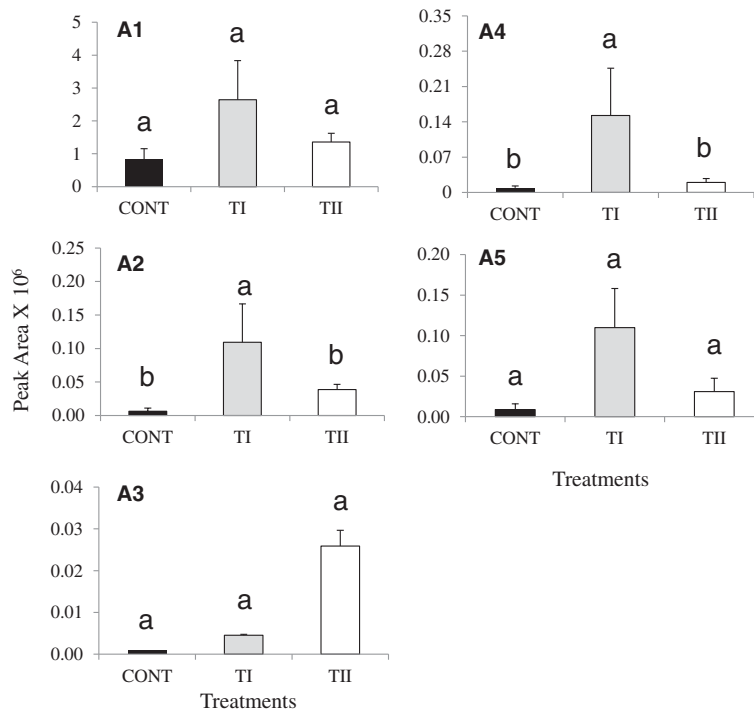 A1
5
4
3
2
1
0
a
a
a
CONT TI TII
A2
0.25
0.20
0.15
0.10
0.05
0.00
b
a
b
CONT TI TII
Peak Area X 10⁶
A3
0.04
0.03
0.02
0.01
0.00
a
a
a
CONT TI TII
Treatments
A4
0.35
0.28
0.21
0.14
0.07
0
b
a
b
CONT TI TII
A5
0.20
0.15
0.10
0.05
0.00
a
a
a
CONT TI TII
Treatments